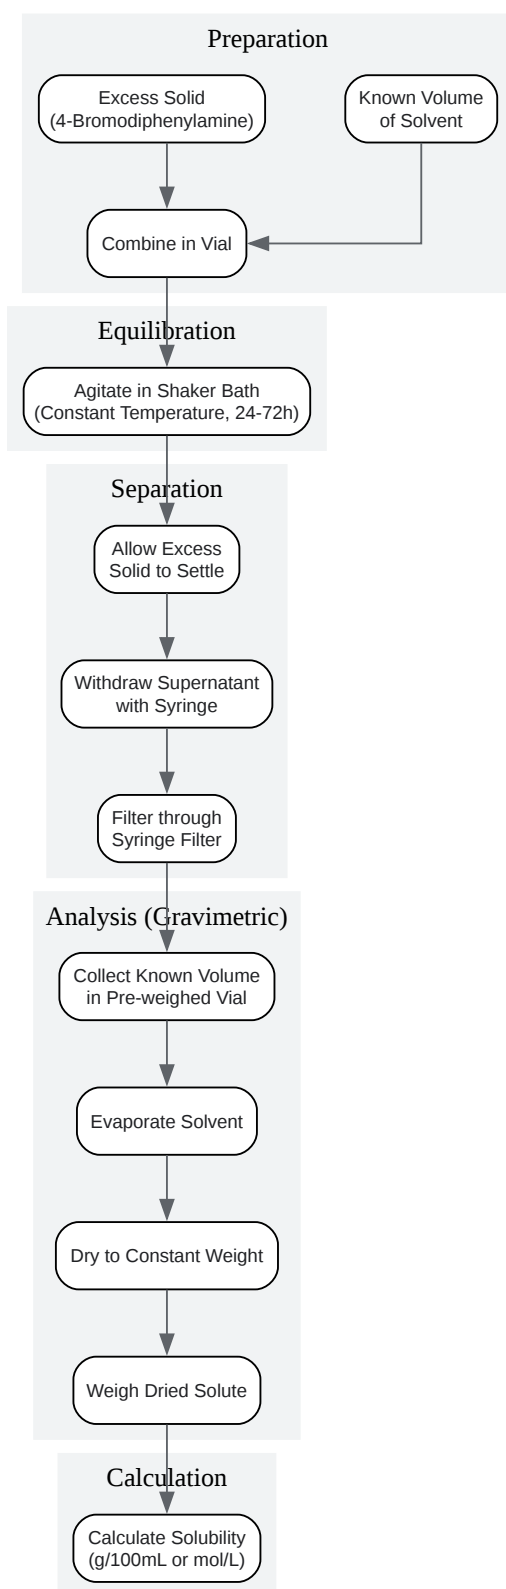 Preparation
Excess Solid
(4-Bromodiphenylamine)
Known Volume
of Solvent
Combine in Vial
Equilibration
Agitate in Shaker Bath
(Constant Temperature, 24-72h)
Separation
Allow Excess
Solid to Settle
Withdraw Supernatant
with Syringe
Filter through
Syringe Filter
Analysis (Gravimetric)
Collect Known Volume
in Pre-weighed Vial
Evaporate Solvent
Dry to Constant Weight
Weigh Dried Solute
Calculation
Calculate Solubility
(g/100mL or mol/L)